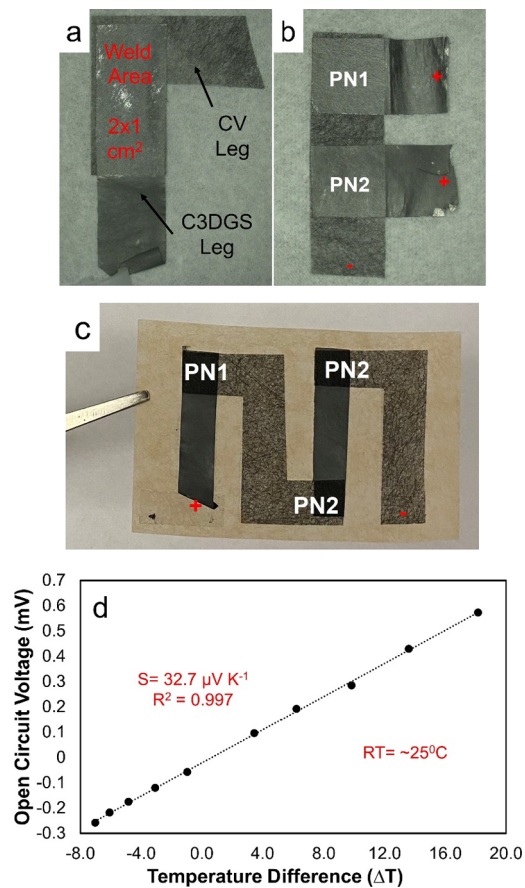 a
Weld
Area
2x1
cm²
CV
Leg
C3DGS
Leg
b
PN1
+
PN2
+
-
c
PN1
PN2
PN2
+
-
d
Open Circuit Voltage (mV)
0.7
0.6
0.5
0.4
0.3
0.2
0.1
0
-0.1
-0.2
-0.3
S= 32.7 µV K⁻¹
R² = 0.997
RT= ~25⁰C
-8.0
-4.0
0.0
4.0
8.0
12.0
16.0
20.0
Temperature Difference (ΔT)